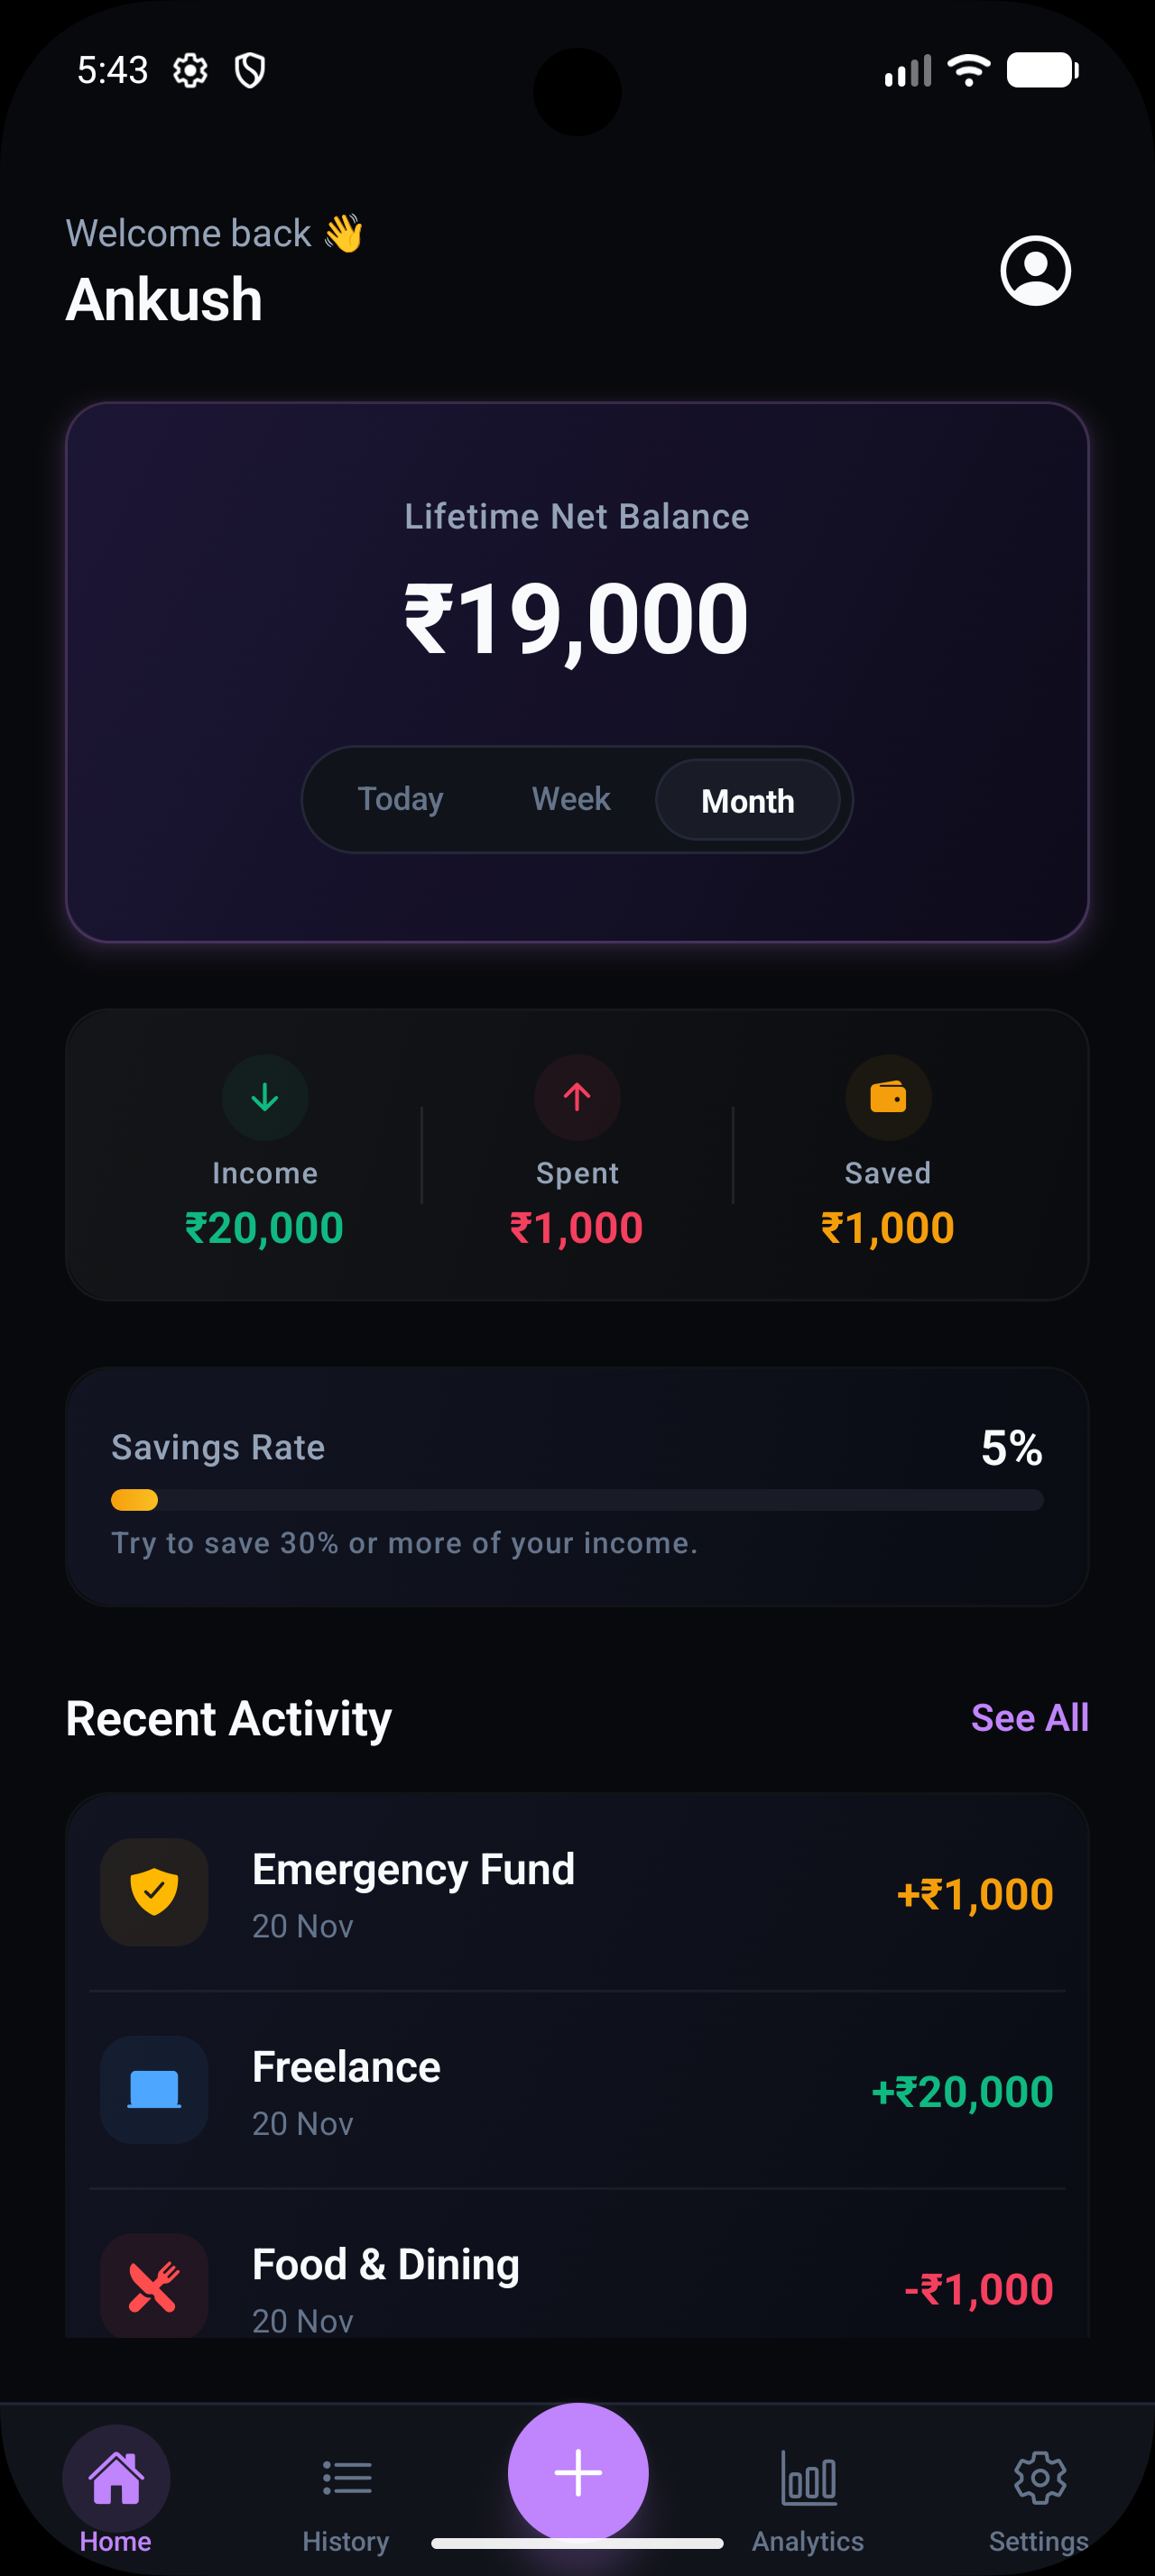 5:43
Welcome back 👋
Ankush
Lifetime Net Balance
₹19,000
Today Week Month
Income Spent Saved
₹20,000 ₹1,000 ₹1,000
Savings Rate 5%
Try to save 30% or more of your income.
Recent Activity See All
Emergency Fund
20 Nov
+₹1,000
Freelance
20 Nov
+₹20,000
Food & Dining
20 Nov
-₹1,000
Home History Analytics Settings